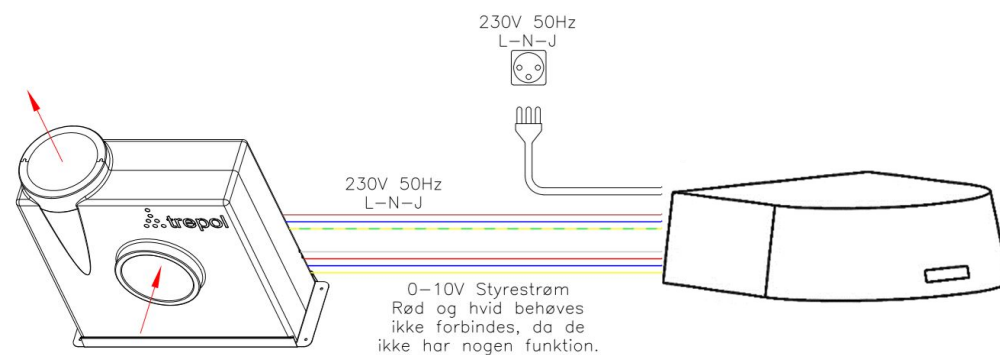 230V 50Hz
L-N-J
230V 50Hz
L-N-J
trepol
0-10V Styrestrøm
Rød og hvid behøves
ikke forbindes, da de
ikke har nogen funktion.